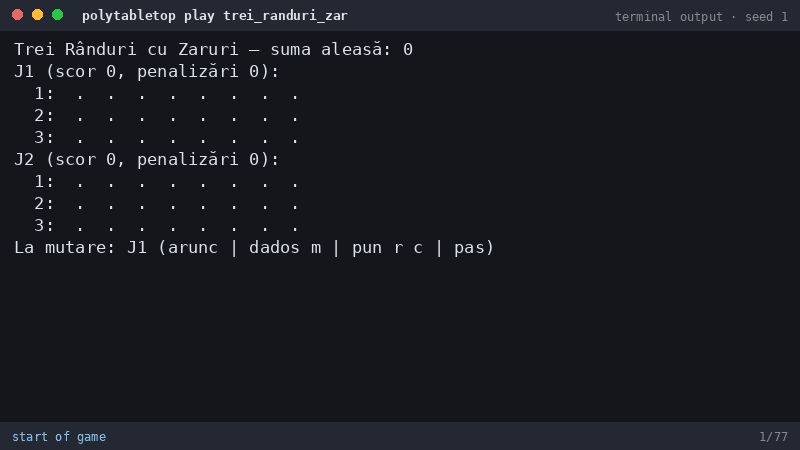 polytabletop play trei_randuri_zar
terminal output · seed 1
Trei Rânduri cu Zaruri — suma aleasă: 0
J1 (scor 0, penalizări 0):
1: . . . . . . . .
2: . . . . . . . .
3: . . . . . . . .
J2 (scor 0, penalizări 0):
1: . . . . . . . .
2: . . . . . . . .
3: . . . . . . . .
La mutare: J1 (arunc | dados m | pun r c | pas)
start of game
1/77